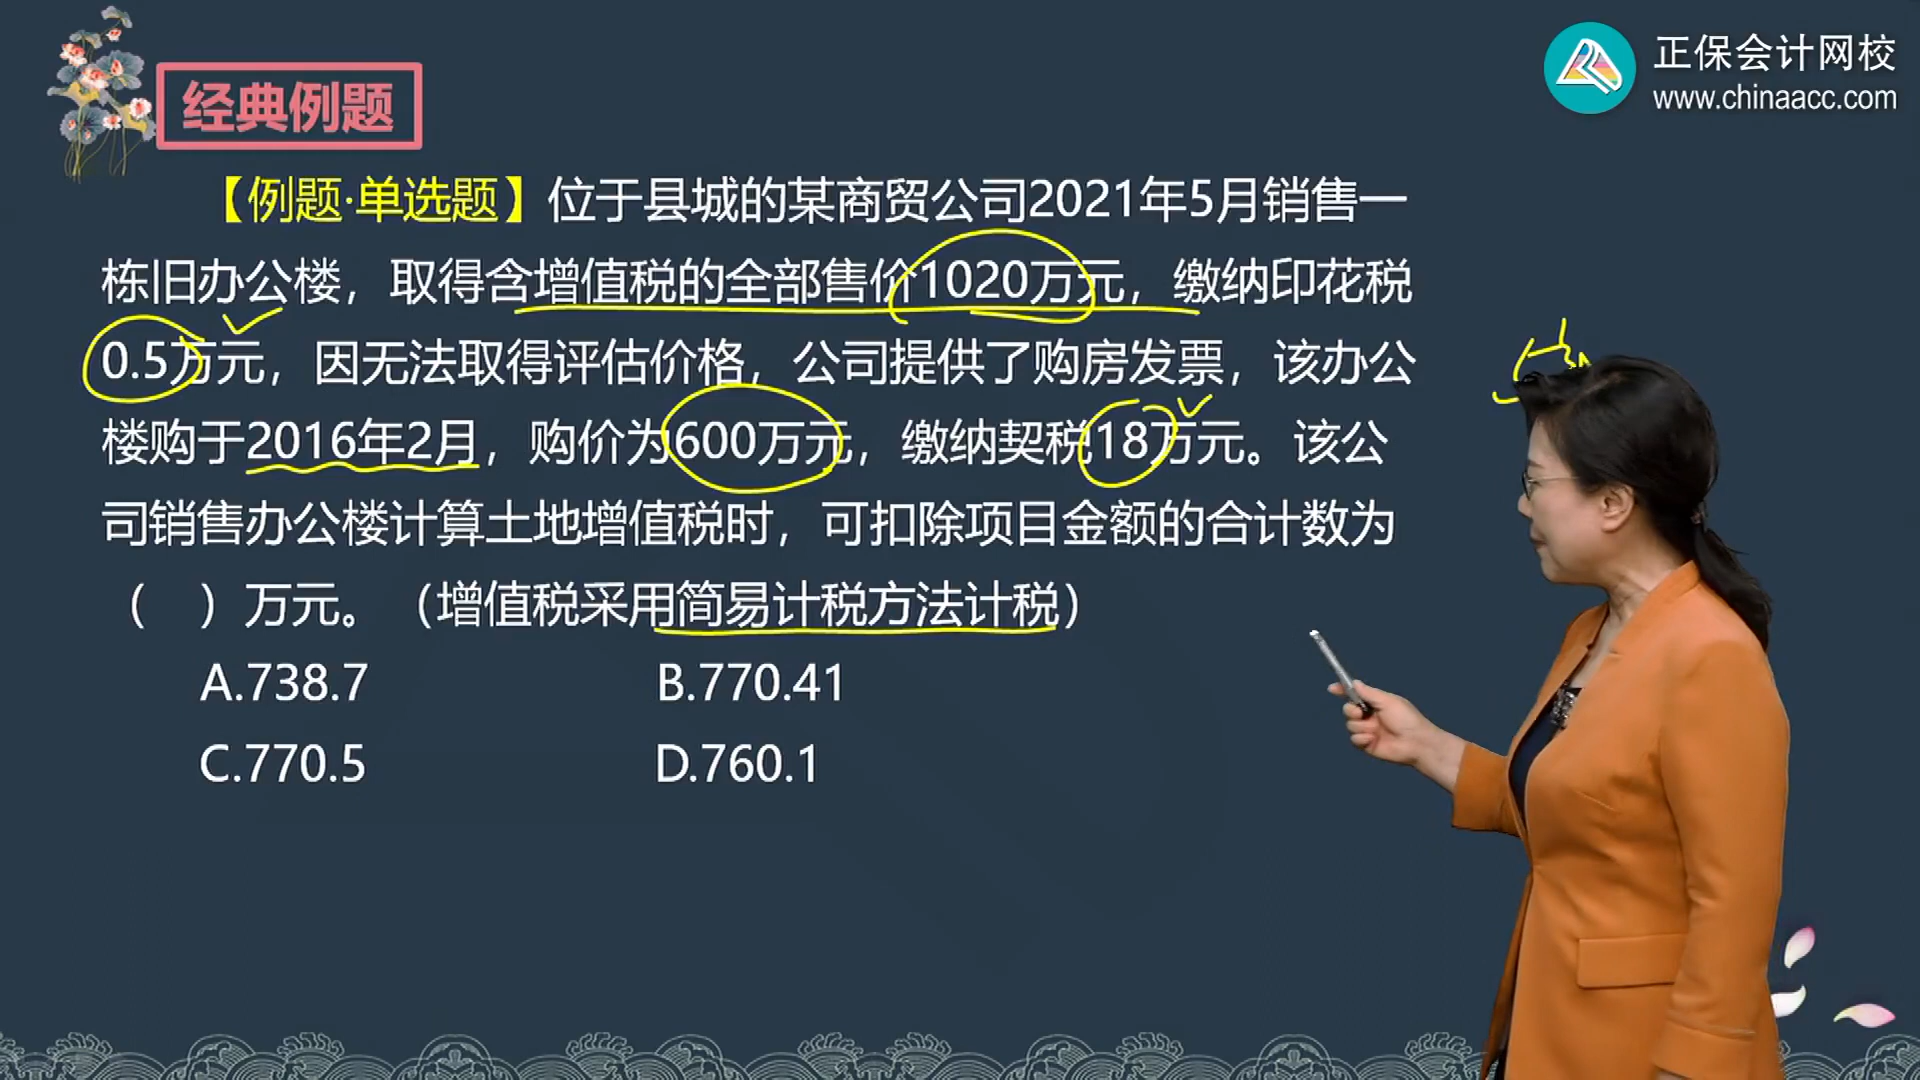 正保会计网校
www.chinaacc.com
经典例题
【例题·单选题】位于县城的某商贸公司2021年5月销售一
栋旧办公楼，取得含增值税的全部售价1020万元，缴纳印花税
0.5万元，因无法取得评估价格，公司提供了购房发票，该办公
楼购于2016年2月，购价为600万元，缴纳契税18万元。该公
司销售办公楼计算土地增值税时，可扣除项目金额的合计数为
（ ）万元。（增值税采用简易计税方法计税）
A.738.7 B.770.41
C.770.5 D.760.1